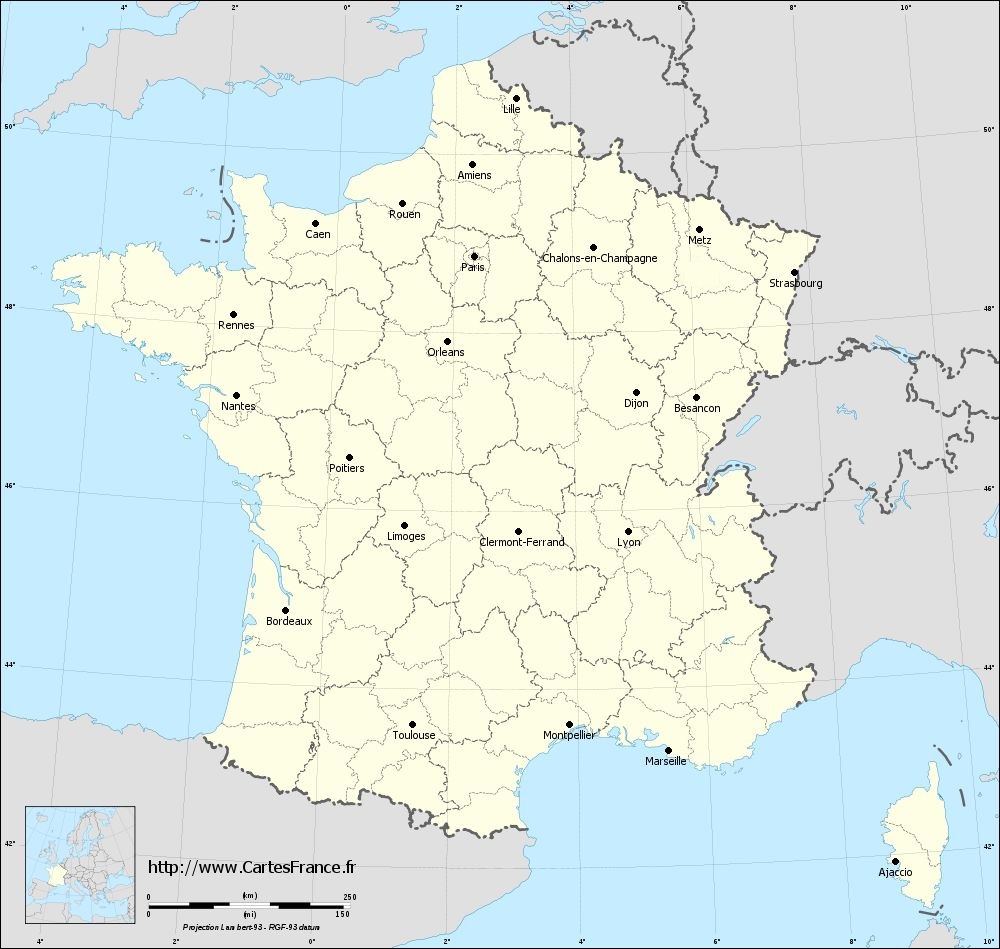 4° 2° 0° 2° 4° 6° 8° 10°
50° 50°
Lille
Amiens
Rouen
Caen
Metz
Chalons-en-Champagne
Paris
Strasbourg
48° 48°
Rennes
Orleans
Nantes
Dijon
Besancon
Poitiers
46° 46°
Limoges
Clermont-Ferrand
Lyon
Bordeaux
44° 44°
Toulouse
Montpellier
Marseille
42° 42°
Ajaccio
http://www.CartesFrance.fr
0 (km) 250
0 (mi) 150
Projection Lambert-93 - RGF-93 datum
4° 2° 0° 2° 4° 6° 8° 10°